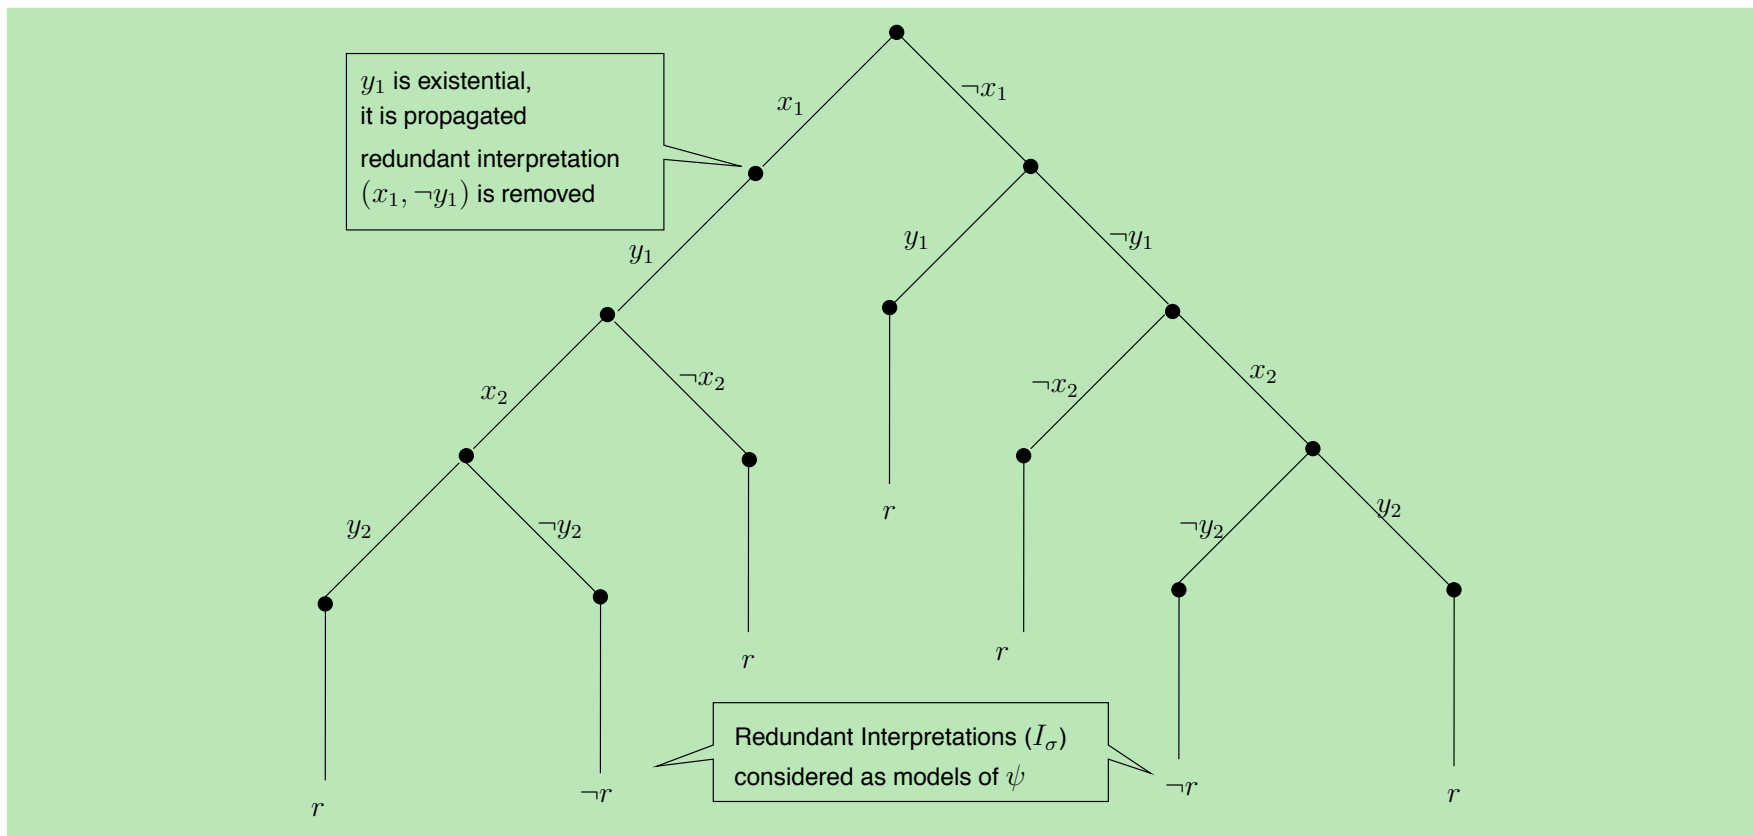 y₁ is existential,
it is propagated
redundant interpretation
(x₁, ¬y₁) is removed
x₁
¬x₁
y₁
y₁
¬y₁
x₂
¬x₂
¬x₂
x₂
y₂
¬y₂
¬y₂
y₂
r
r
r
Redundant Interpretations (I_σ)
considered as models of ψ
r
¬r
¬r
r